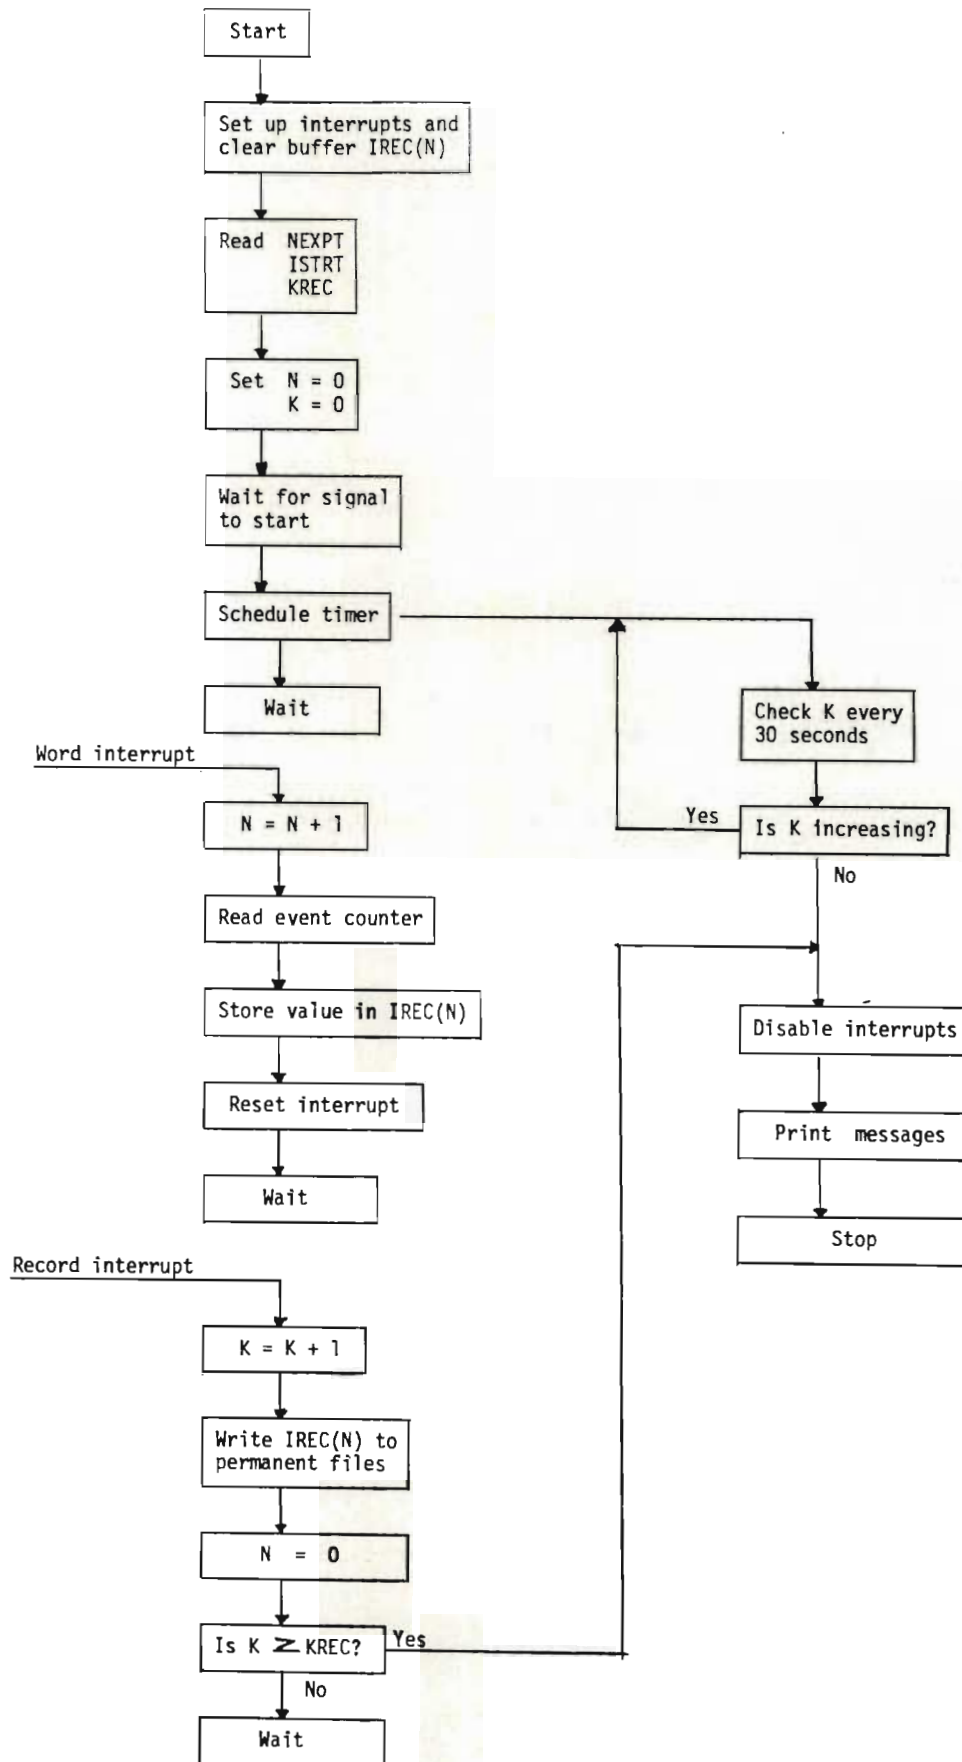 Start
Set up interrupts and
clear buffer IREC(N)
Read NEXPT
ISTRT
KREC
Set N = 0
K = 0
Wait for signal
to start
Schedule timer
Wait
Word interrupt
N = N + 1
Read event counter
Store value in IREC(N)
Reset interrupt
Wait
Record interrupt
K = K + 1
Write IREC(N) to
permanent files
N = 0
Is K ≥ KREC?
Yes
No
Wait
Check K every
30 seconds
Is K increasing?
Yes
No
Disable interrupts
Print messages
Stop